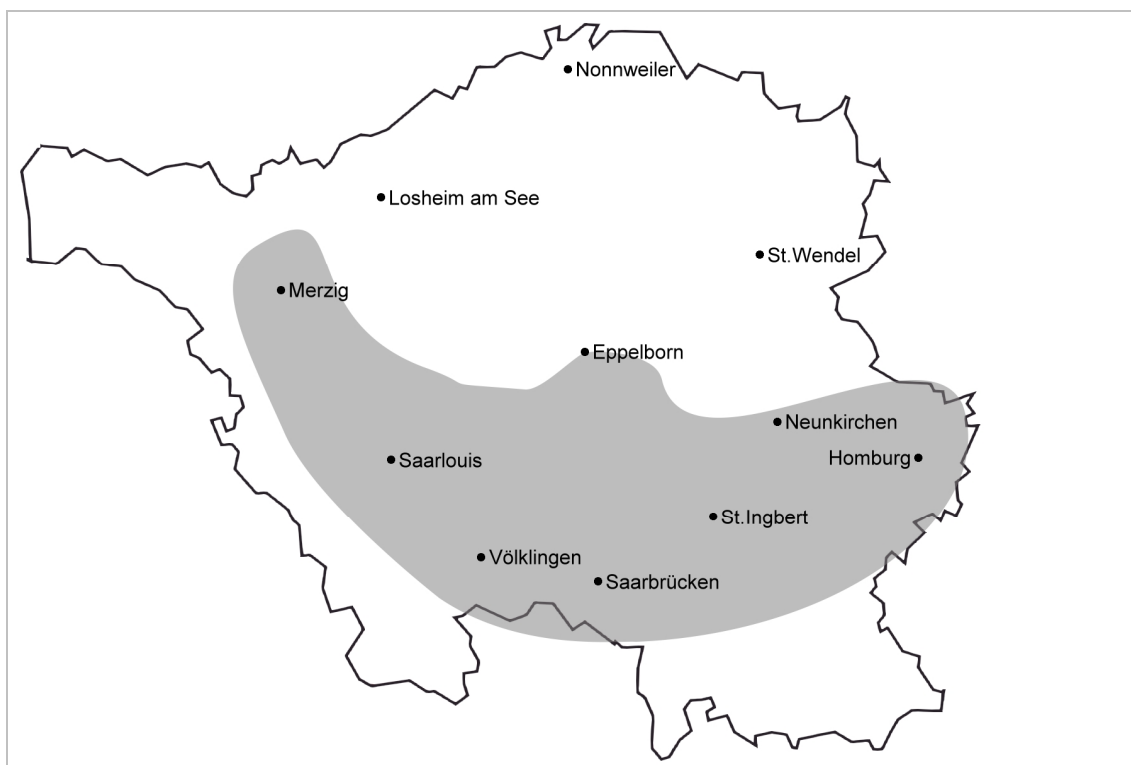 Nonnweiler
Losheim am See
St.Wendel
Merzig
Eppelborn
Neunkirchen
Homburg
Saarlouis
St.Ingbert
Völklingen
Saarbrücken